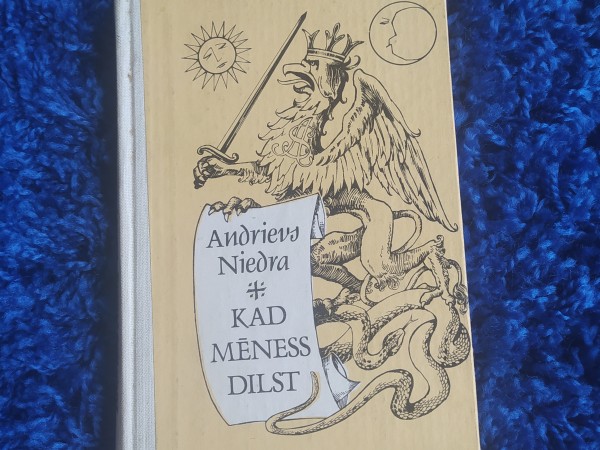 Andrievs
Niedra
KAD
MĒNESS
DILST